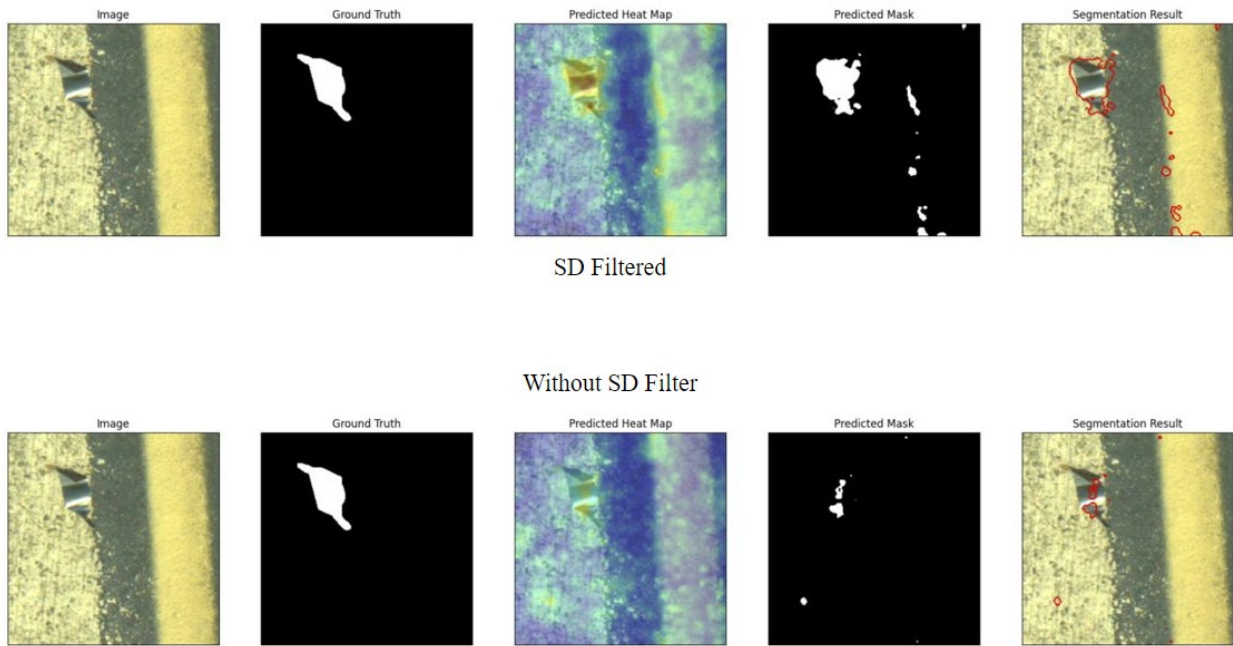 Image Ground Truth Predicted Heat Map Predicted Mask Segmentation Result
SD Filtered
Without SD Filter
Image Ground Truth Predicted Heat Map Predicted Mask Segmentation Result